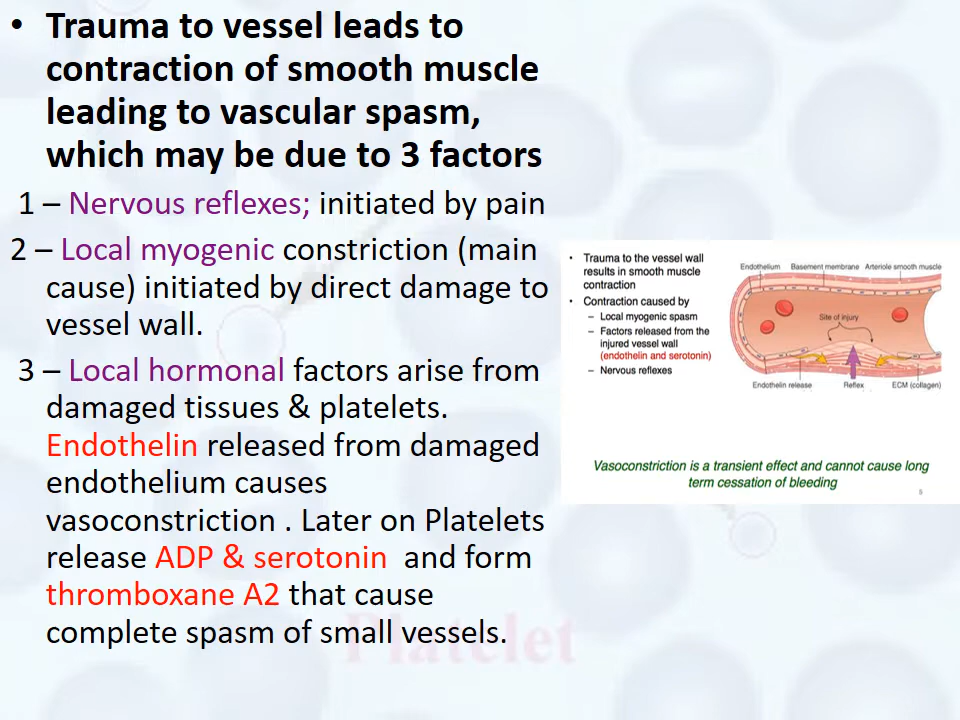 • Trauma to vessel leads to
contraction of smooth muscle
leading to vascular spasm,
which may be due to 3 factors
1 – Nervous reflexes; initiated by pain
2 – Local myogenic constriction (main
cause) initiated by direct damage to
vessel wall.
3 – Local hormonal factors arise from
damaged tissues & platelets.
Endothelin released from damaged
endothelium causes
vasoconstriction . Later on Platelets
release ADP & serotonin and form
thromboxane A2 that cause
complete spasm of small vessels.
Platelet
• Trauma to the vessel wall
results in smooth muscle
contraction
• Contraction caused by
– Local myogenic spasm
– Factors released from the
injured vessel wall
(endothelin and serotonin)
– Nervous reflexes
Endothelium Basement membrane Arteriole smooth muscle
Site of injury
Endothelin release Reflex ECM (collagen)
Vasoconstriction is a transient effect and cannot cause long
term cessation of bleeding